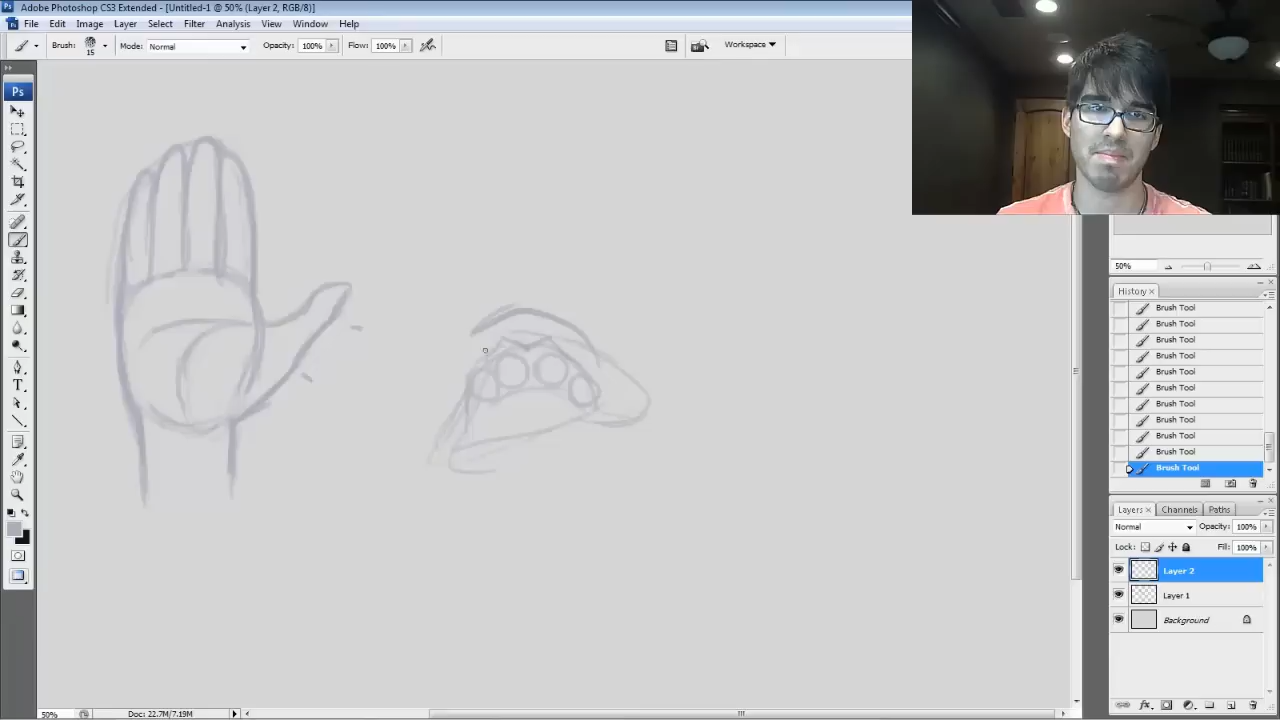 Adobe Photoshop CS3 Extended - [Untitled-1 @ 50% (Layer 2, RGB/8)]
File Edit Image Layer Select Filter Analysis View Window Help
Brush: 15 Mode: Normal Opacity: 100% Flow: 100% Workspace
Ps
50%
History
Brush Tool
Brush Tool
Brush Tool
Brush Tool
Brush Tool
Brush Tool
Brush Tool
Brush Tool
Brush Tool
Brush Tool
Brush Tool
Layers Channels Paths
Normal Opacity: 100%
Lock: Fill: 100%
Layer 2
Layer 1
Background
50% Doc: 22.7M/7.19M